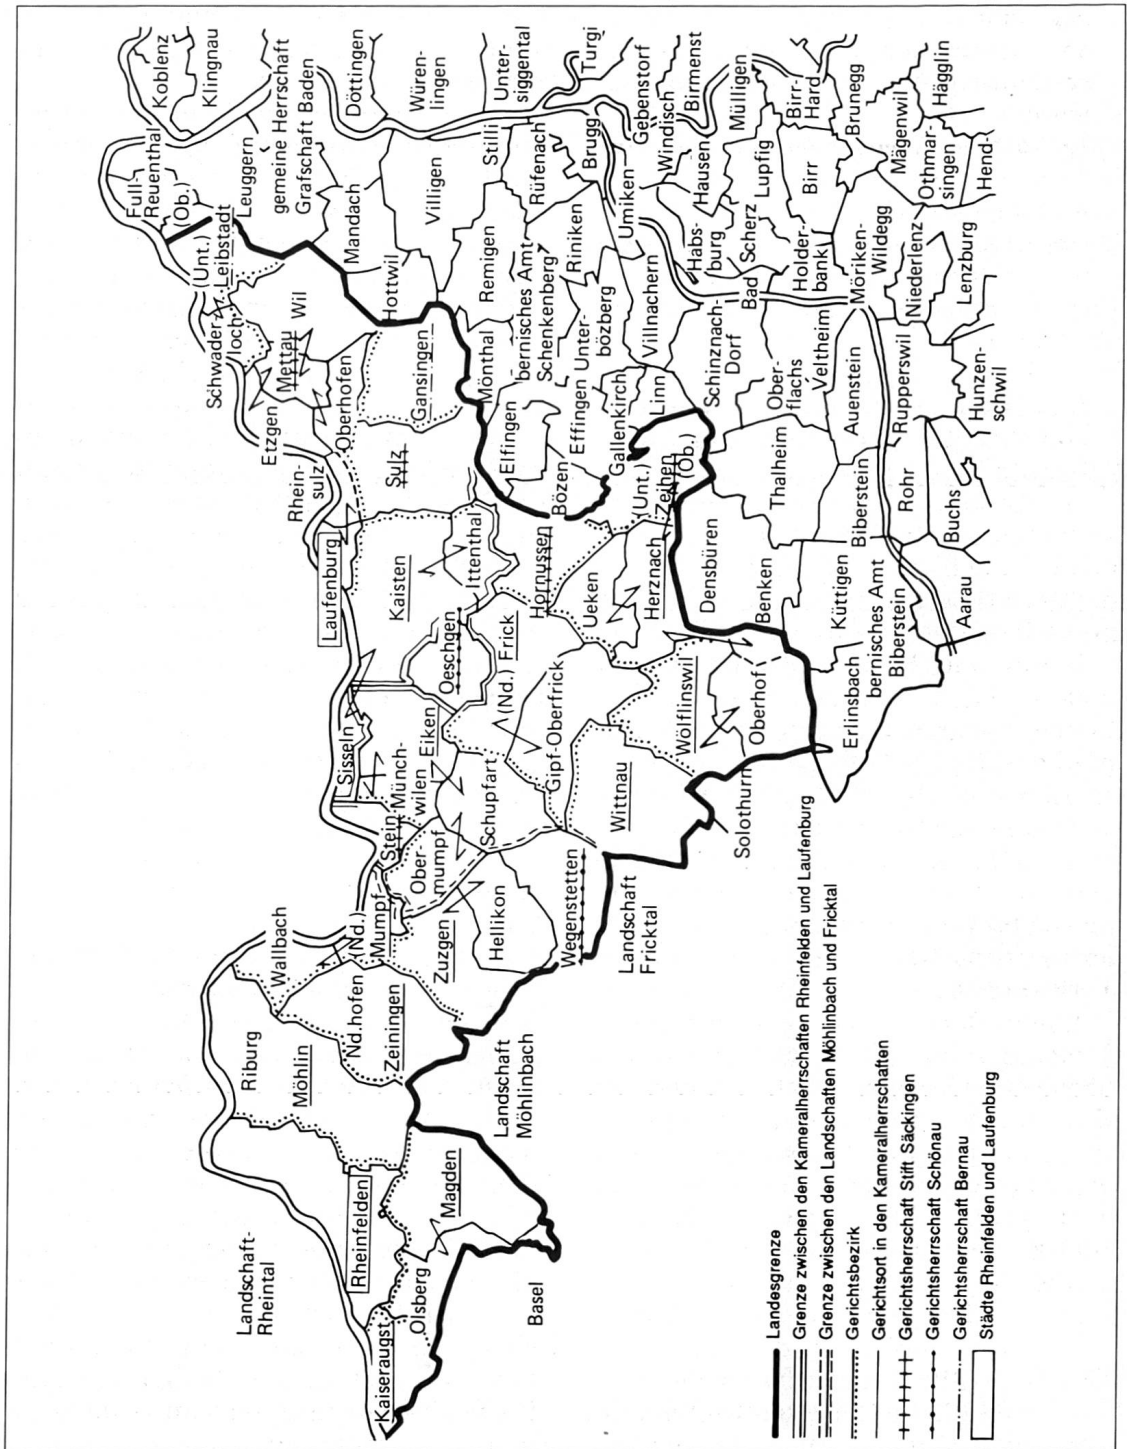 Koblenz
Klingnau
Full-
Reuenthal
(Ob.)
Leuggern
gemeine Herrschaft
Grafschaft Baden
Döttingen
Würen-
lingen
Unter-
siggental
Turgi
Gebenstorf
Windisch
Birmenst
Mülligen
Birr-
Hard
Brunegg
Mägenwil
Hägglin
Othmar-
singen
Hend-
(Unt.)
Leibstadt
Mandach
Villigen
Stilli
Rüfenach
Brugg
Umiken
Hausen
Lupfig
Birr
Habs-
burg
Scherz
Holder-
bank
Möriken-
Wildegg
Niederlenz
Lenzburg
Schwader-
loch
Wil
Hottwil
Remigen
bernisches Amt
Schenkenberg
Riniken
Unter-
bözberg
Villnachern
Schinznach-
Bad
Dorf
Etzgen
Mettau
Oberhofen
Gansingen
Mönthal
Elfingen
Effingen
Gallenkirch
Linn
Ober-
flachs
Veltheim
Auenstein
Rupperswil
Hunzen-
schwil
Rhein-
sulz
Sulz
Bözen
(Unt.)
Zeihen
(Ob.)
Thalheim
Biberstein
Rohr
Buchs
Laufenburg
Kaisten
Ittenthal
Hornussen
Ueken
Herznach
Densbüren
Benken
Küttigen
bernisches Amt
Biberstein
Aarau
Erlinsbach
Sisseln
Eiken
Oeschgen
(Nd.) Frick
Gipf-Oberfrick
Wölflinswil
Oberhof
Münch-
wilen
Stein
Ober-
mumpf
Schupfart
Wittnau
Solothurn
Wallbach
(Nd.)
Mumpf
Zuzgen
Hellikon
Wegenstetten
Landschaft
Fricktal
Riburg
Möhlin
Nd.hofen
Zeiningen
Landschaft
Möhlinbach
Landschaft-
Rheintal
Rheinfelden
Magden
Olsberg
Kaiseraugst
Basel
Landesgrenze
Grenze zwischen den Kameralherrschaften Rheinfelden und Laufenburg
Grenze zwischen den Landschaften Möhlinbach und Fricktal
Gerichtsbezirk
Gerichtsort in den Kameralherrschaften
Gerichtsherrschaft Stift Säckingen
Gerichtsherrschaft Schönau
Gerichtsherrschaft Bernau
Städte Rheinfelden und Laufenburg